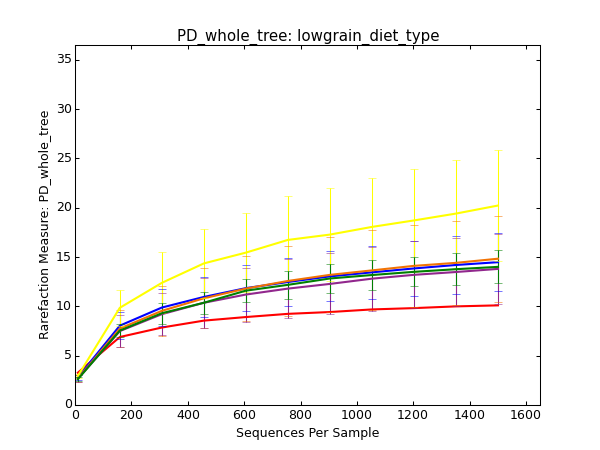 PD_whole_tree: lowgrain_diet_type
35
30
25
20
15
10
5
0
Rarefaction Measure: PD_whole_tree
0 200 400 600 800 1000 1200 1400 1600
Sequences Per Sample